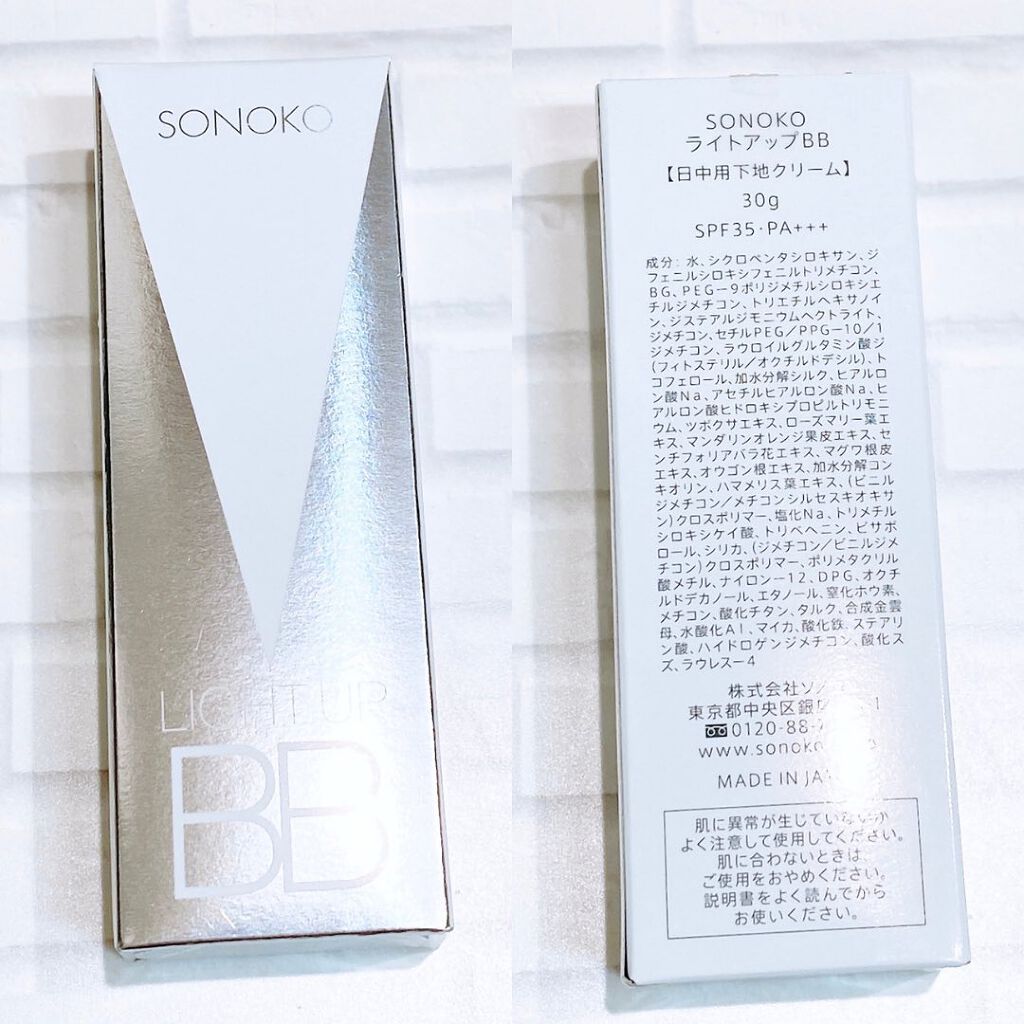 SONOKO
LIGHT UP
BB
SONOKO
ライトアップBB
【日中用下地クリーム】
30g
SPF35·PA+++
成分: 水、シクロペンタシロキサン、ジ
フェニルシロキシフェニルトリメチコン、
BG、PEG-9ポリジメチルシロキシエ
チルジメチコン、トリエチルヘキサノイ
ン、ジステアルジモニウムヘクトライト、
ジメチコン、セチルPEG/PPG-10/1
ジメチコン、ラウロイルグルタミン酸ジ
(フィトステリル/オクチルドデシル)、ト
コフェロール、加水分解シルク、ヒアルロ
ン酸Na、アセチルヒアルロン酸Na、ヒ
アルロン酸ヒドロキシプロピルトリモニ
ウム、ツボクサエキス、ローズマリー葉エ
キス、マンダリンオレンジ果皮エキス、セ
ンチフォリアバラ花エキス、マグワ根皮
エキス、オウゴン根エキス、加水分解コン
キオリン、ハマメリス葉エキス、(ビニル
ジメチコン/メチコンシルセスキオキサ
ン)クロスポリマー、塩化Na、トリメチル
シロキシケイ酸、トリベヘニン、ビサボ
ロール、シリカ、(ジメチコン/ビニルジメ
チコン)クロスポリマー、ポリメタクリル
酸メチル、ナイロン-12、DPG、オクチ
ルドデカノール、エタノール、窒化ホウ素、
メチコン、酸化チタン、タルク、合成金雲
母、水酸化Al、マイカ、酸化鉄、ステアリ
ン酸、ハイドロゲンジメチコン、酸化ス
ズ、ラウレス-4
株式会社ソ
東京都中央区銀
0120-88-
www.sonoko
MADE IN JA
肌に異常が生じていないか
よく注意して使用してください。
肌に合わないときは、
ご使用をおやめください。
説明書をよく読んでから
お使いください。